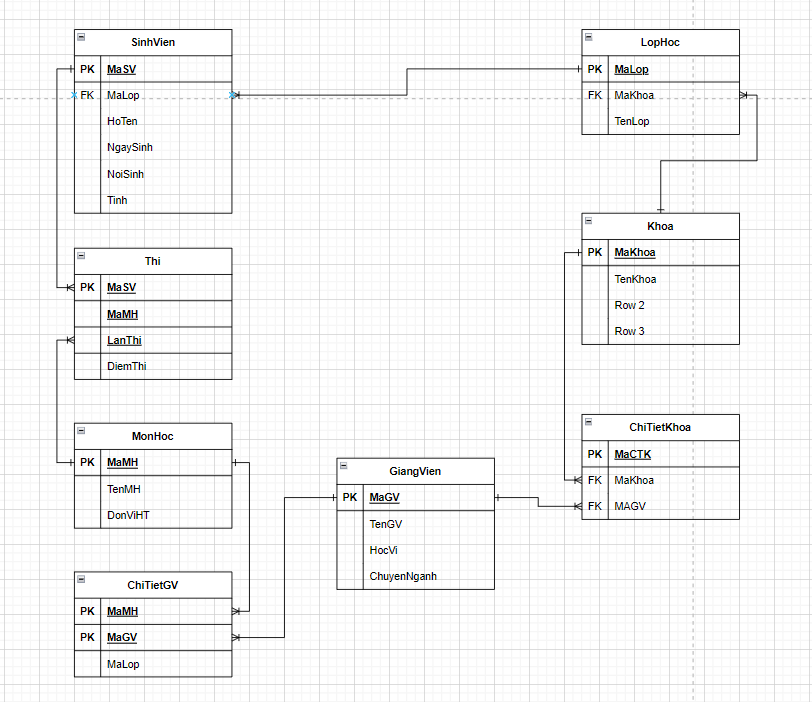 SinhVien
PK MaSV
FK MaLop
HoTen
NgaySinh
NoiSinh
Tinh
LopHoc
PK MaLop
FK MaKhoa
TenLop
Thi
PK MaSV
MaMH
LanThi
DiemThi
Khoa
PK MaKhoa
TenKhoa
Row 2
Row 3
MonHoc
PK MaMH
TenMH
DonViHT
GiangVien
PK MaGV
TenGV
HocVi
ChuyenNganh
ChiTietKhoa
PK MaCTK
FK MaKhoa
FK MAGV
ChiTietGV
PK MaMH
PK MaGV
MaLop